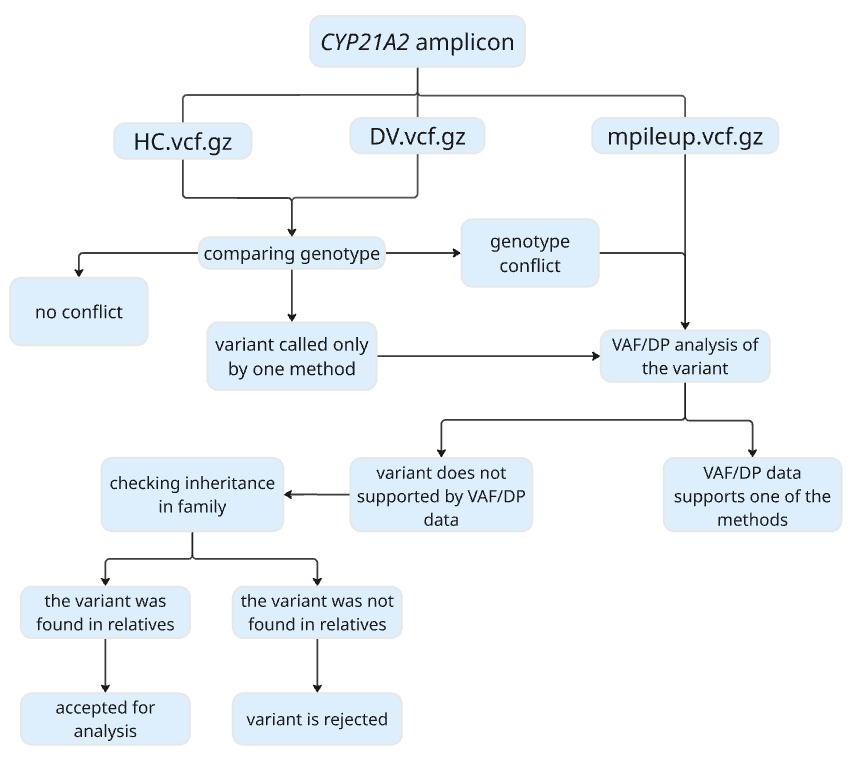 CYP21A2 amplicon
HC.vcf.gz
DV.vcf.gz
mpileup.vcf.gz
comparing genotype
genotype
conflict
no conflict
variant called only
by one method
VAF/DP analysis of
the variant
checking inheritance
in family
variant does not
supported by VAF/DP
data
VAF/DP data
supports one of the
methods
the variant was
found in relatives
the variant was not
found in relatives
accepted for
analysis
variant is rejected